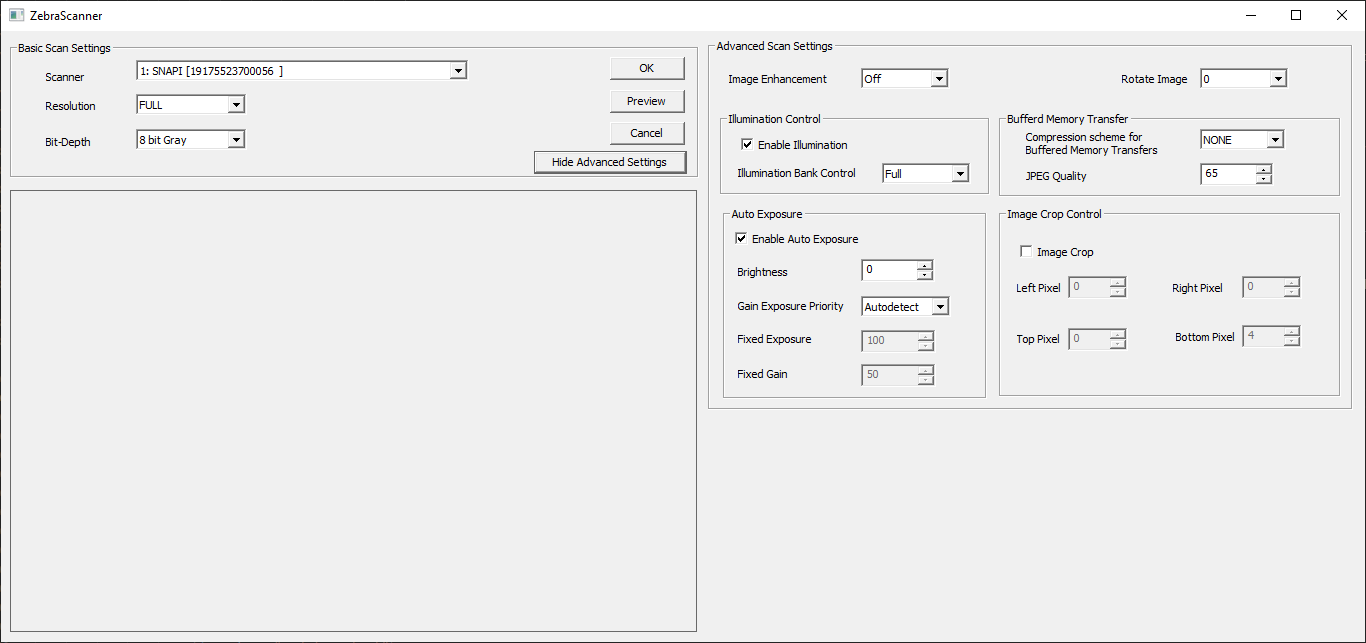 ZebraScanner
Basic Scan Settings
Scanner
1: SNAPI [19175523700056 ]
OK
Resolution
FULL
Preview
Bit-Depth
8 bit Gray
Cancel
Hide Advanced Settings
Advanced Scan Settings
Image Enhancement
Off
Rotate Image
0
Illumination Control
Enable Illumination
Illumination Bank Control
Full
Bufferd Memory Transfer
Compression scheme for
Buffered Memory Transfers
NONE
JPEG Quality
65
Auto Exposure
Enable Auto Exposure
Brightness
0
Gain Exposure Priority
Autodetect
Fixed Exposure
100
Fixed Gain
50
Image Crop Control
Image Crop
Left Pixel
0
Right Pixel
0
Top Pixel
0
Bottom Pixel
4